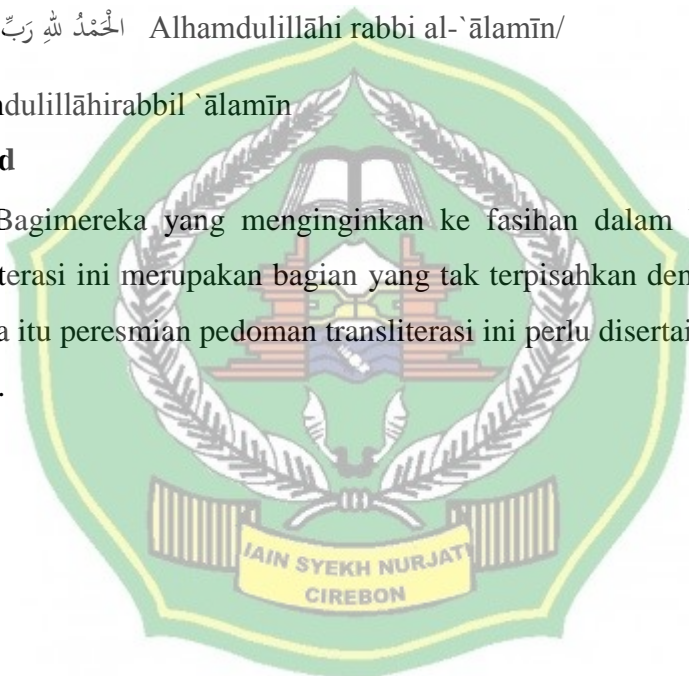 الْحَمْدُ للهِ رَبِّ Alhamdulillāhi rabbi al-`ālamīn/
dulillāhirabbil `ālamīn
d
Bagimereka yang menginginkan ke fasihan dalam
terasi ini merupakan bagian yang tak terpisahkan den
a itu peresmian pedoman transliterasi ini perlu disertai
.
IAIN SYEKH NURJATI
CIREBON